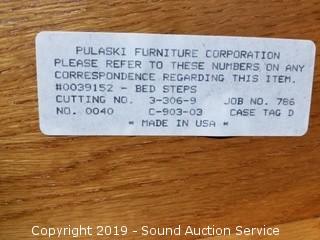 PULASKI FURNITURE CORPORATION
PLEASE REFER TO THESE NUMBERS ON ANY
CORRESPONDENCE REGARDING THIS ITEM.
#0039152 - BED STEPS
CUTTING NO. 3-306-9 JOB NO. 786
NO. 0040 C-903-03 CASE TAG D
* MADE IN USA *
Copyright 2019 - Sound Auction Service